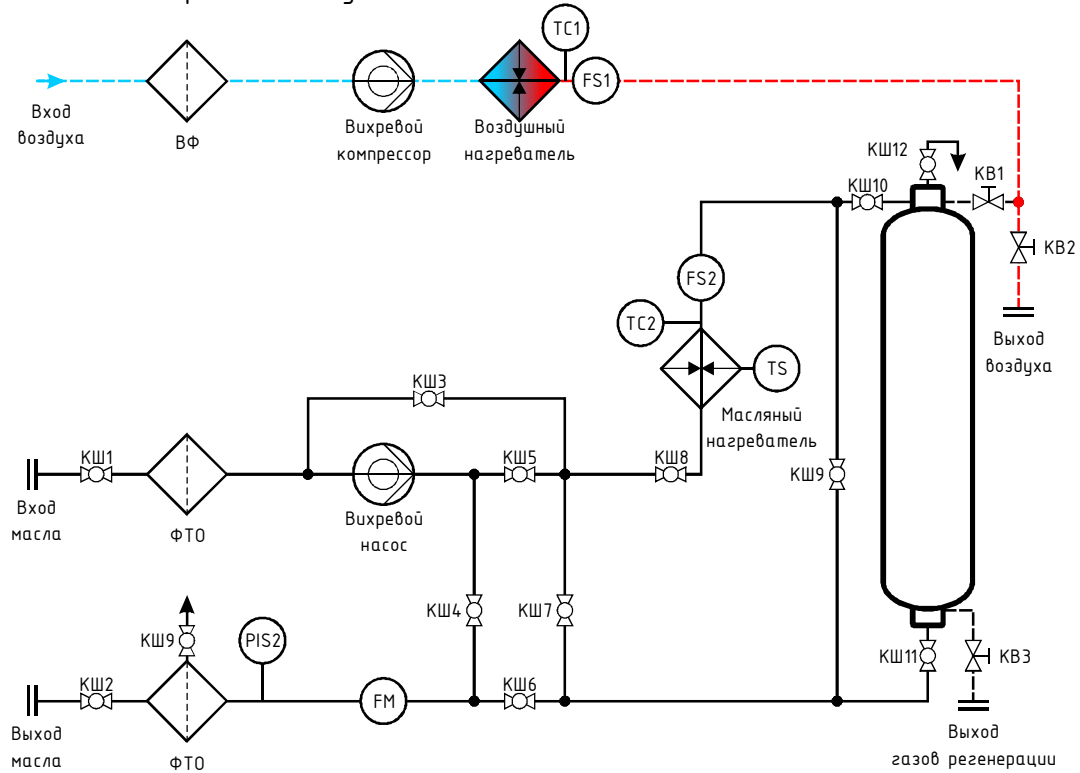 TC1
FS1
Вход
воздуха
ВФ
Вихревой
компрессор
Воздушный
нагреватель
КШ12
КШ10
КВ1
КВ2
FS2
TC2
TS
Выход
воздуха
Масляный
нагреватель
КШ3
КШ1
КШ5
КШ8
КШ9
Вход
масла
ФТО
Вихревой
насос
КШ4
КШ7
КШ9
PIS2
КШ11
КВ3
КШ2
FM
КШ6
Выход
масла
ФТО
Выход
газов регенерации